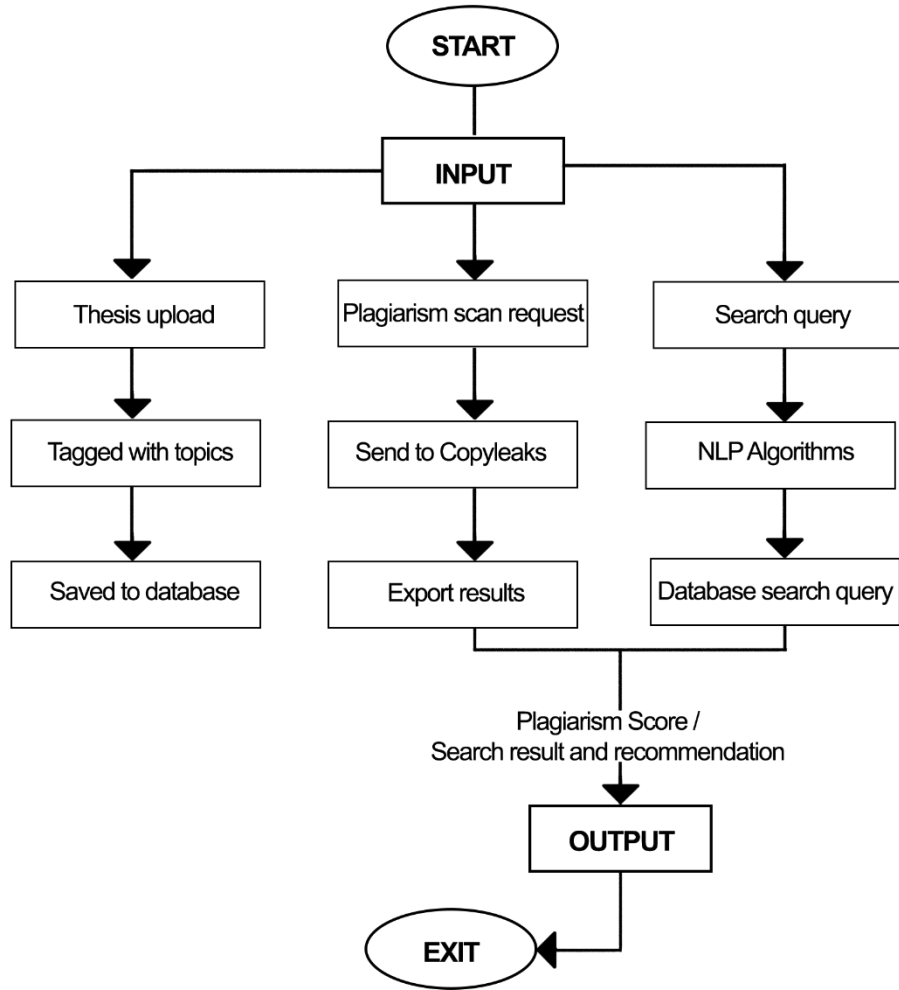 START
INPUT
Thesis upload
Plagiarism scan request
Search query
Tagged with topics
Send to Copyleaks
NLP Algorithms
Saved to database
Export results
Database search query
Plagiarism Score /
Search result and recommendation
OUTPUT
EXIT